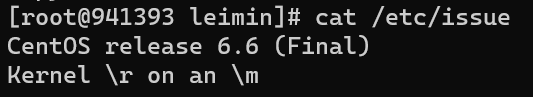 [root@941393 leimin]# cat /etc/issue
CentOS release 6.6 (Final)
Kernel \r on an \m